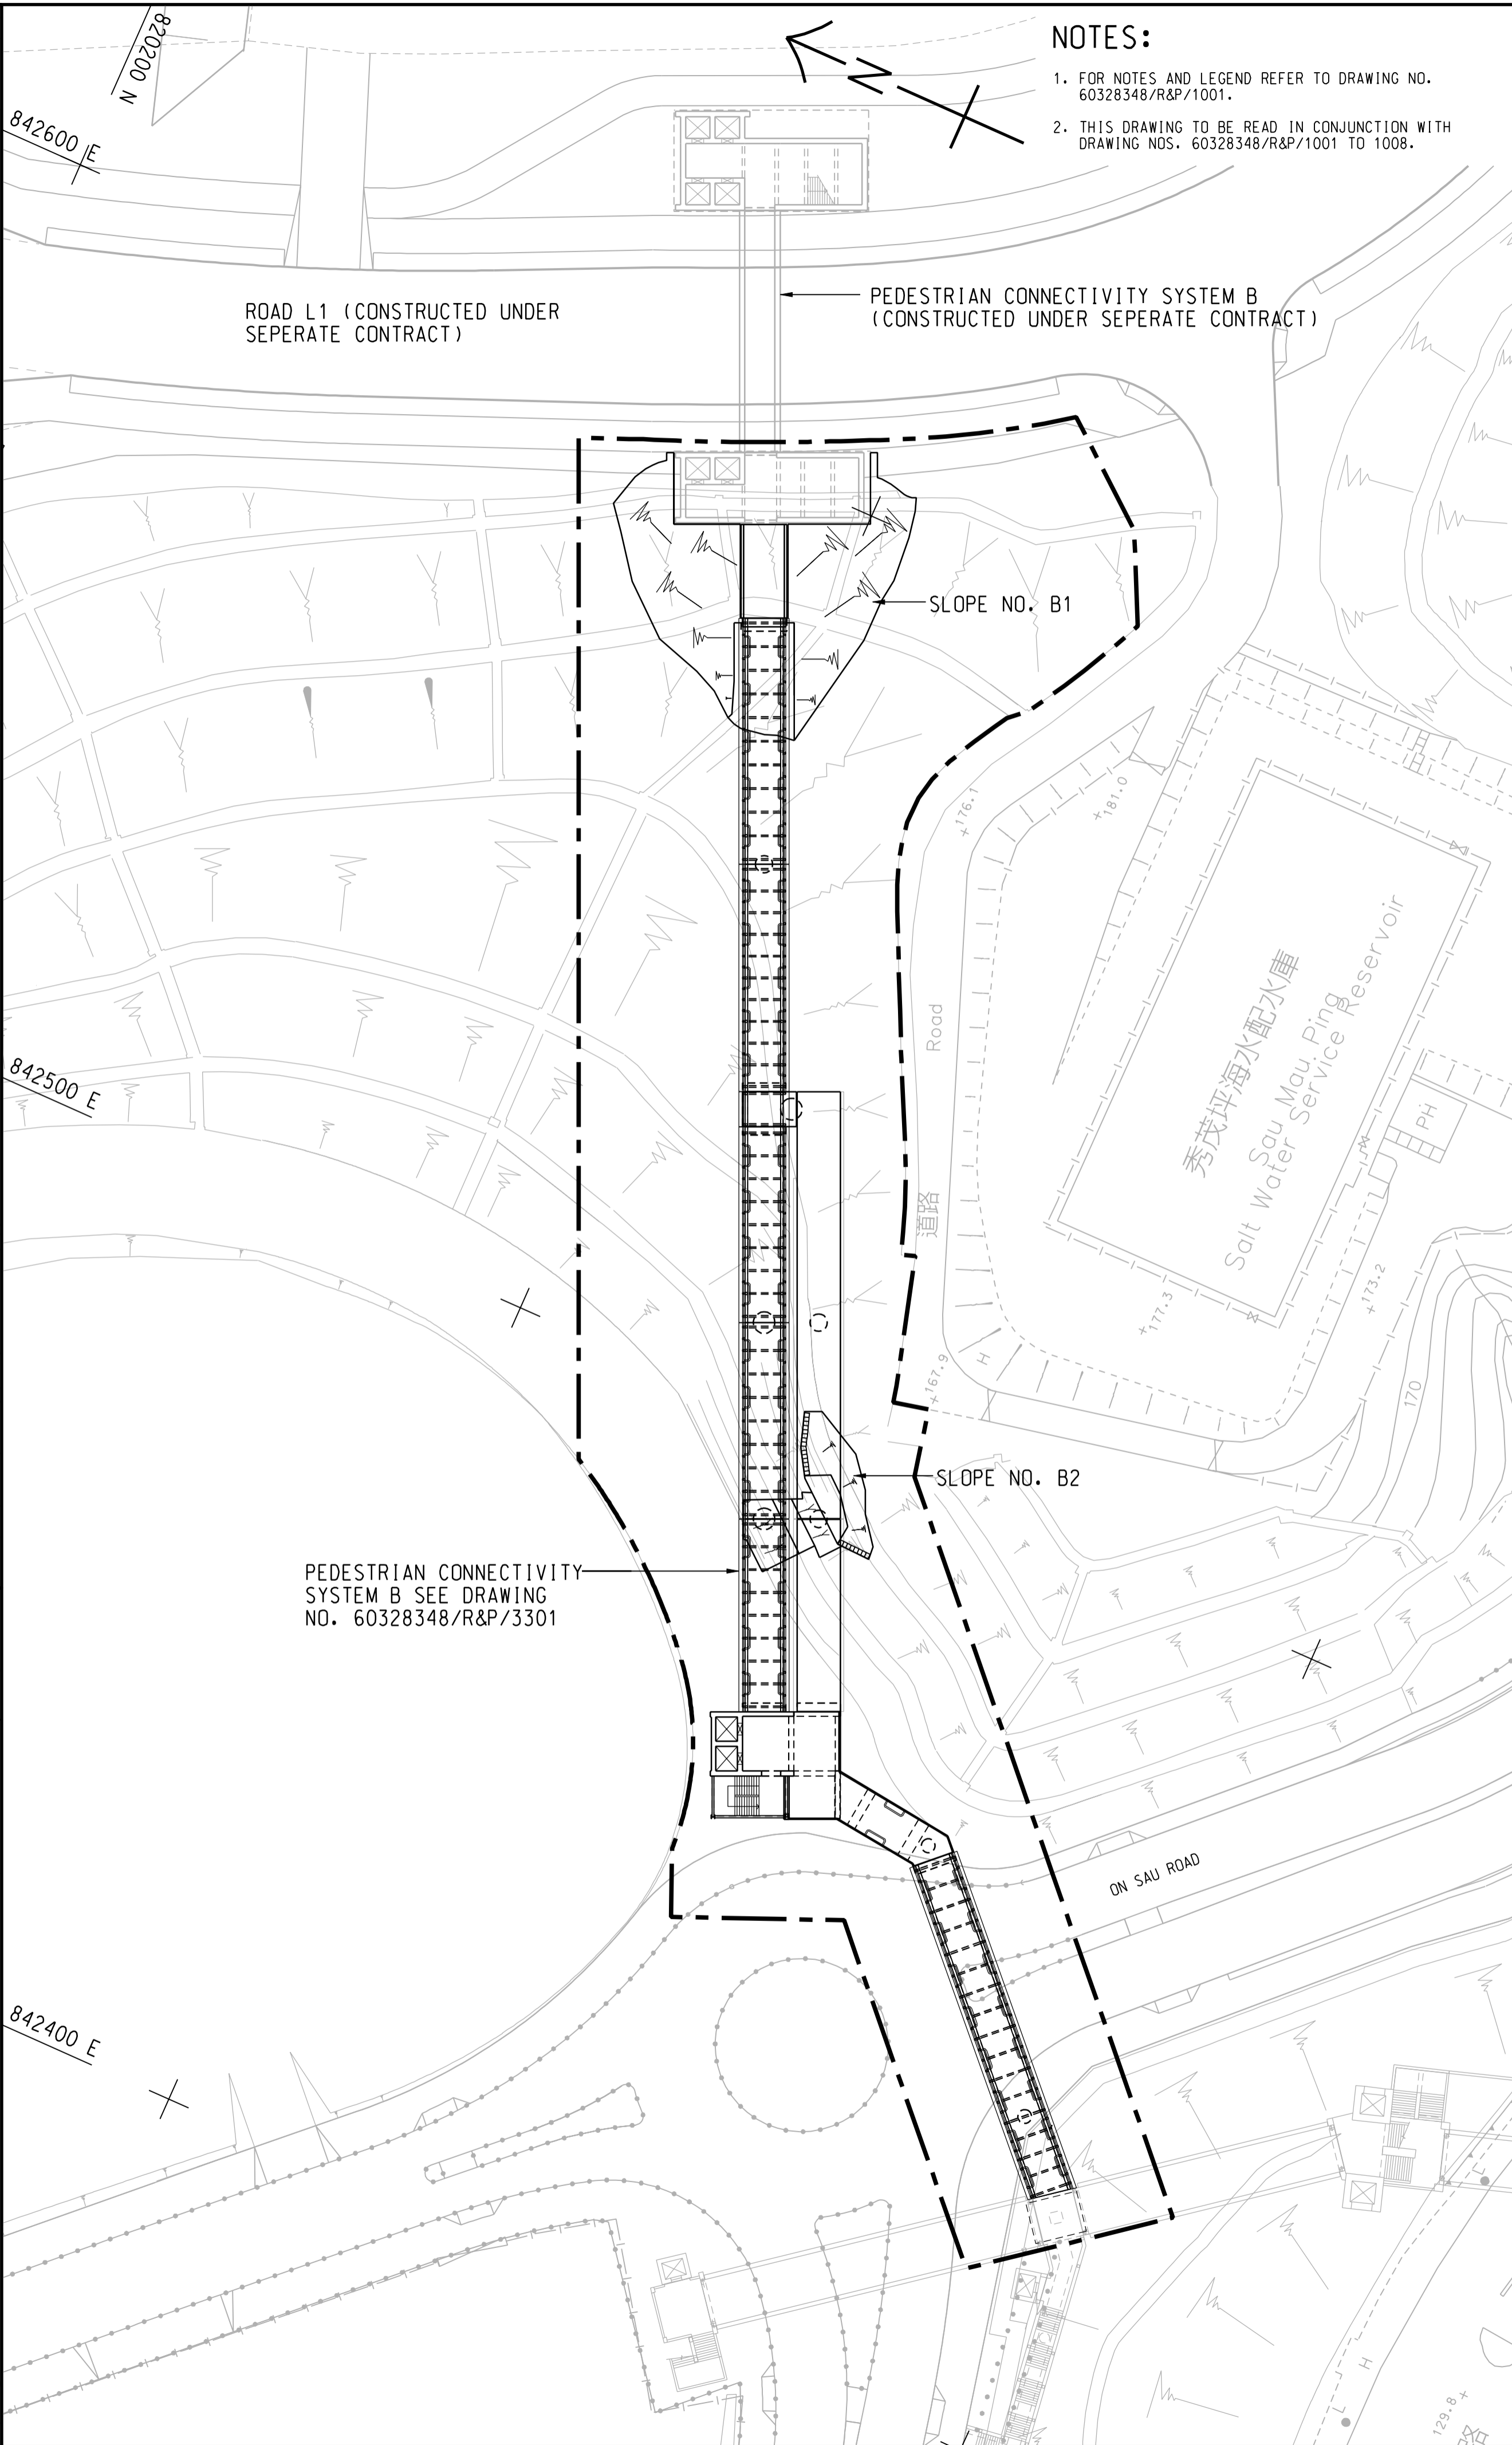 820200 N
NOTES:
1. FOR NOTES AND LEGEND REFER TO DRAWING NO.
60328348/R&P/1001.
2. THIS DRAWING TO BE READ IN CONJUNCTION WITH
DRAWING NOS. 60328348/R&P/1001 TO 1008.
842600 E
N
ROAD L1 (CONSTRUCTED UNDER
SEPERATE CONTRACT)
PEDESTRIAN CONNECTIVITY SYSTEM B
(CONSTRUCTED UNDER SEPERATE CONTRACT)
SLOPE NO. B1
+176.1
+181.0
Road
道路
秀茂坪海水配水庫
Sau Mau Ping
Salt Water Service Reservoir
PH
842500 E
+177.3
+173.2
+167.9
H
170
SLOPE NO. B2
PEDESTRIAN CONNECTIVITY
SYSTEM B SEE DRAWING
NO. 60328348/R&P/3301
ON SAU ROAD
842400 E
H
129.8 +
路